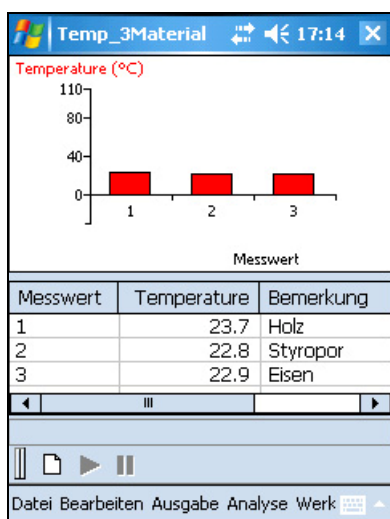 Temp_3Material 17:14
Temperature (°C)
110
80
40
0
1 2 3
Messwert
Messwert Temperature Bemerkung
1 23.7 Holz
2 22.8 Styropor
3 22.9 Eisen
Datei Bearbeiten Ausgabe Analyse Werk